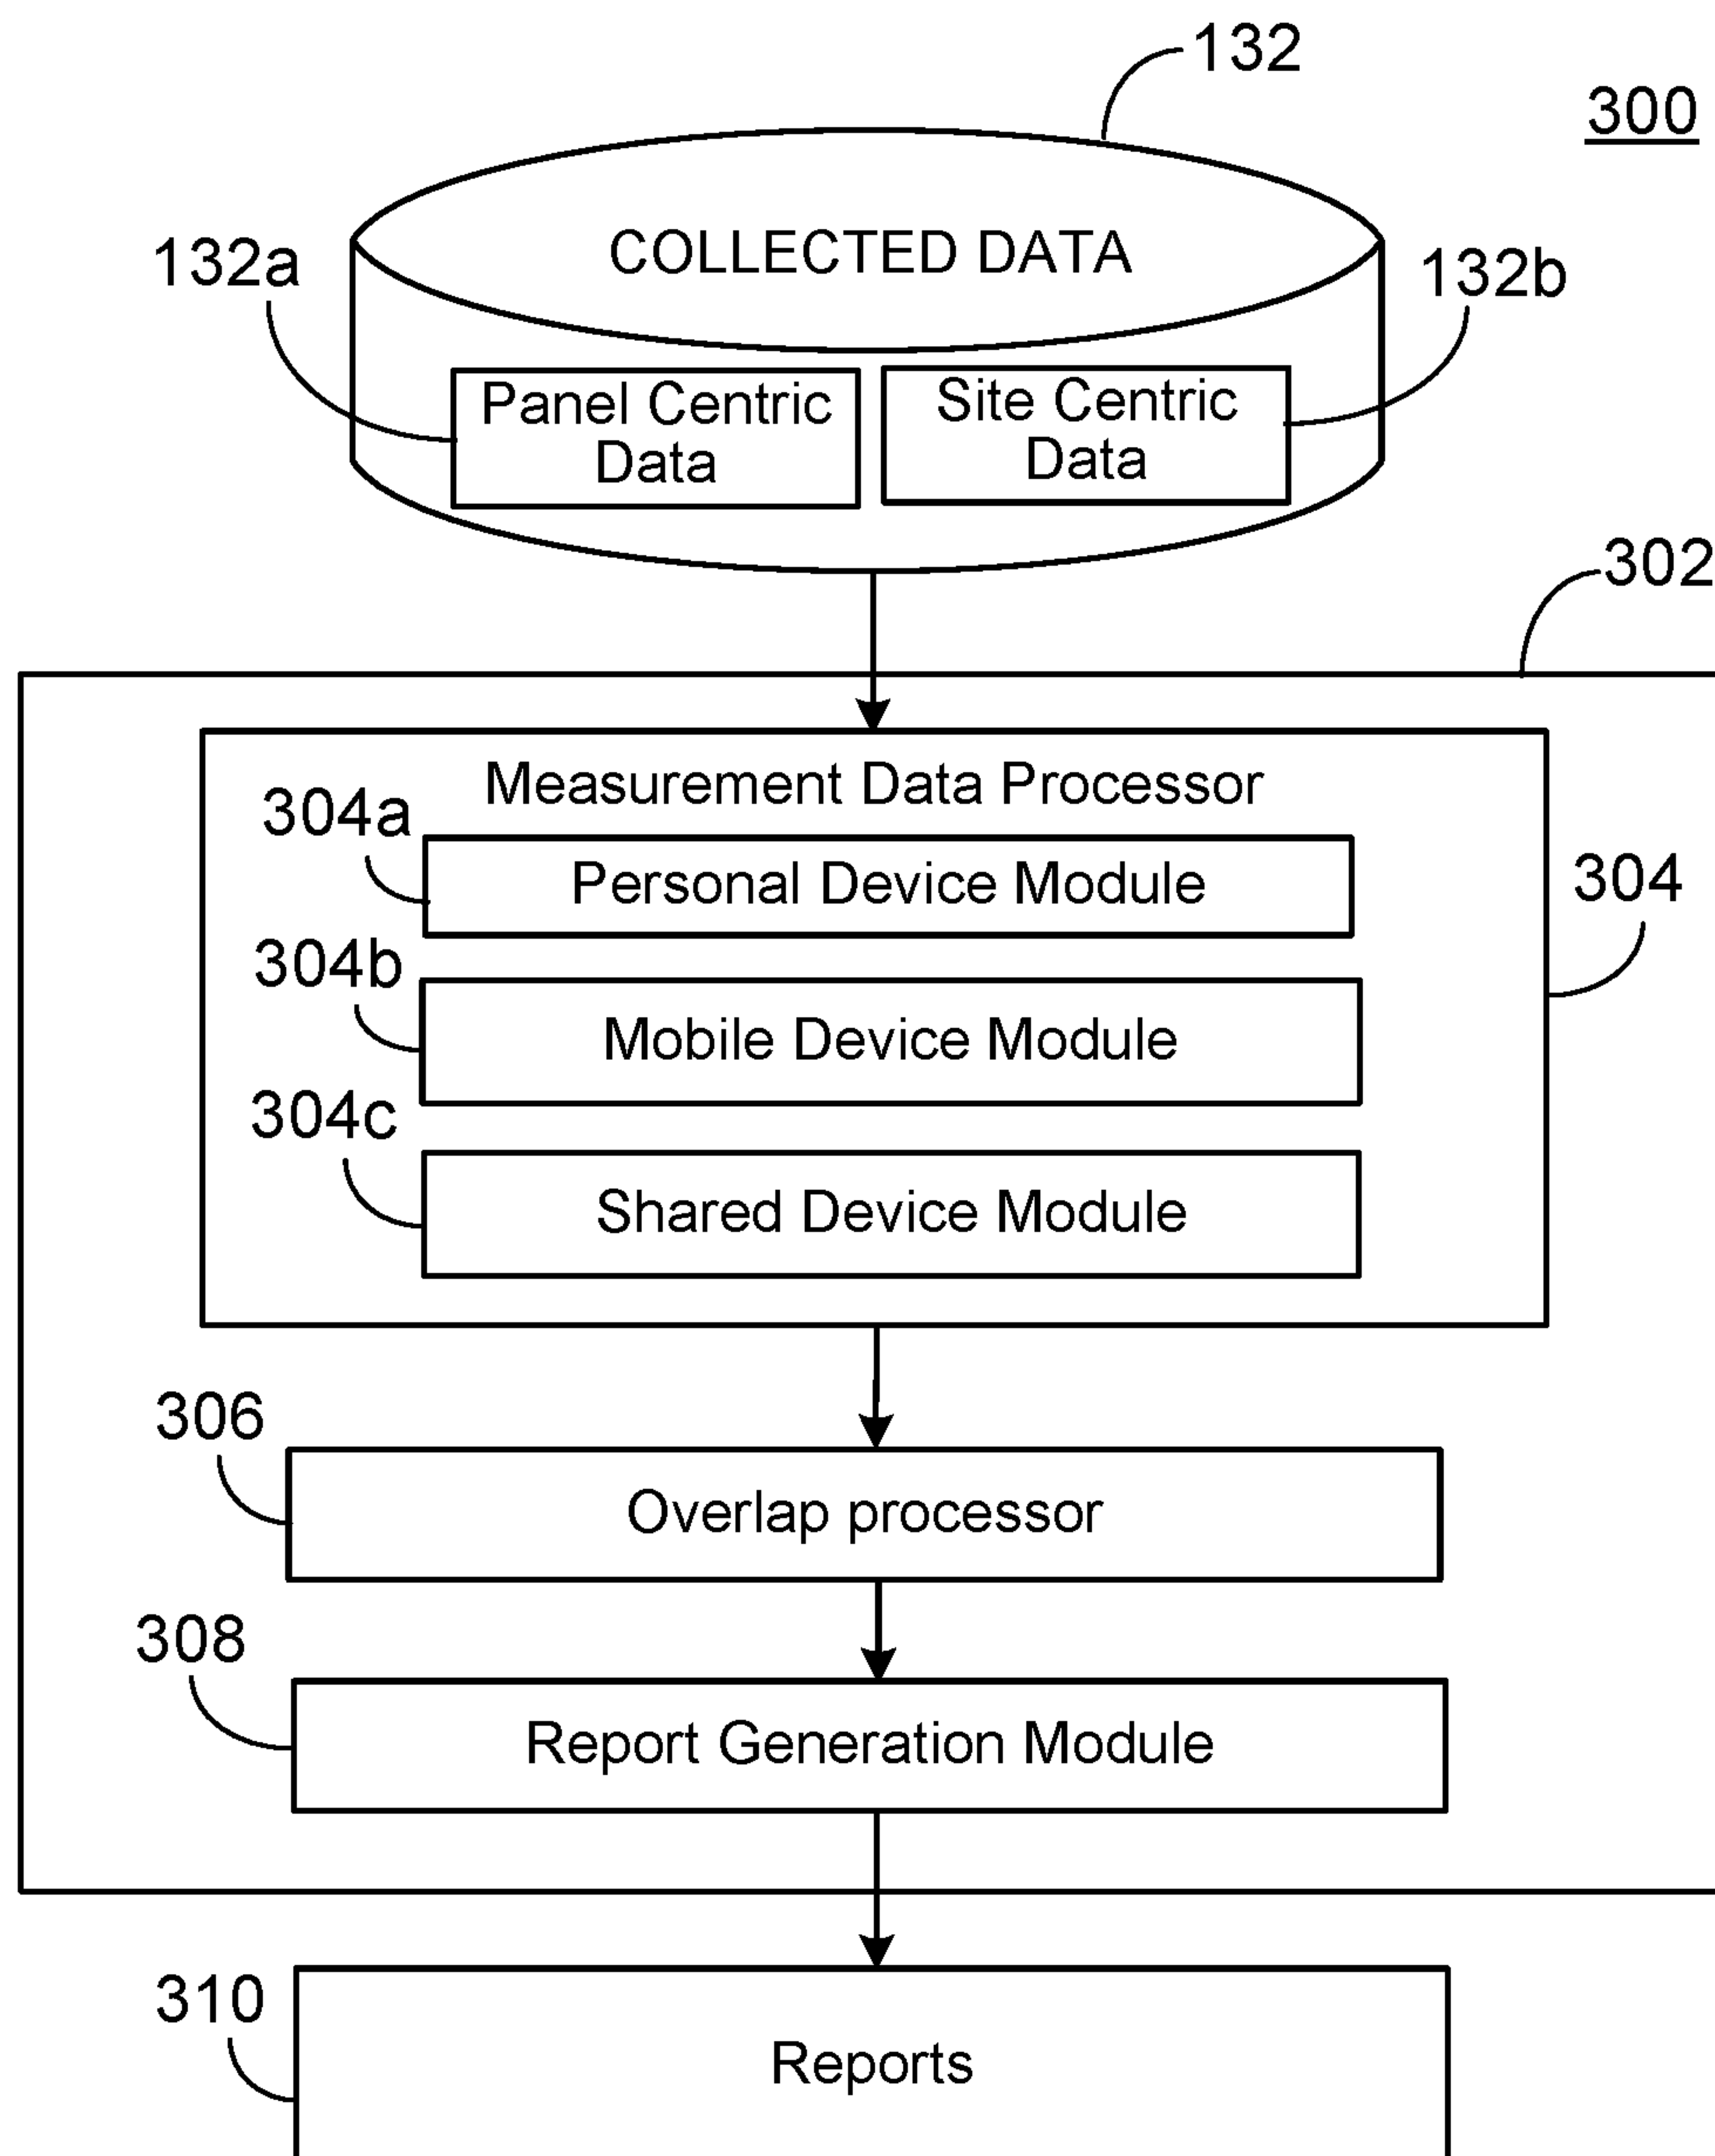 132
300
COLLECTED DATA
132a
132b
Panel Centric
Data
Site Centric
Data
302
Measurement Data Processor
304a
Personal Device Module
304
304b
Mobile Device Module
304c
Shared Device Module
306
Overlap processor
308
Report Generation Module
310
Reports